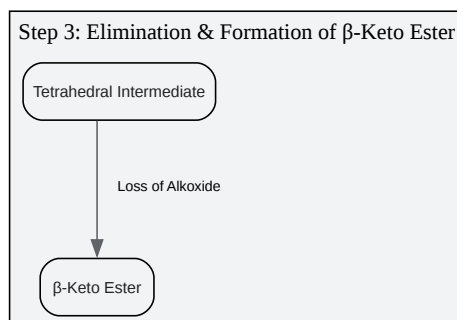 Step 3: Elimination & Formation of β-Keto Ester
Tetrahedral Intermediate
Loss of Alkoxide
β-Keto Ester